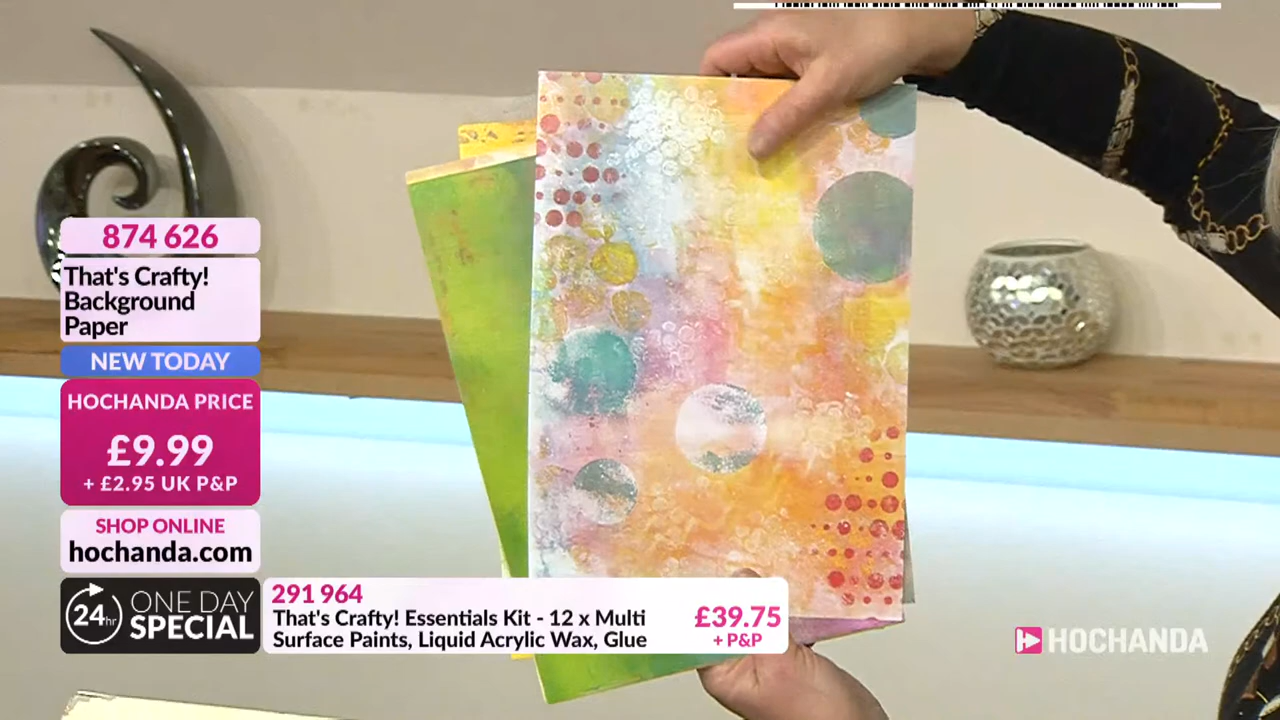 874 626
That's Crafty!
Background
Paper
NEW TODAY
HOCHANDA PRICE
£9.99
+ £2.95 UK P&P
SHOP ONLINE
hochanda.com
24hr ONE DAY
SPECIAL
291 964
That's Crafty! Essentials Kit - 12 x Multi
Surface Paints, Liquid Acrylic Wax, Glue
£39.75
+ P&P
HOCHANDA